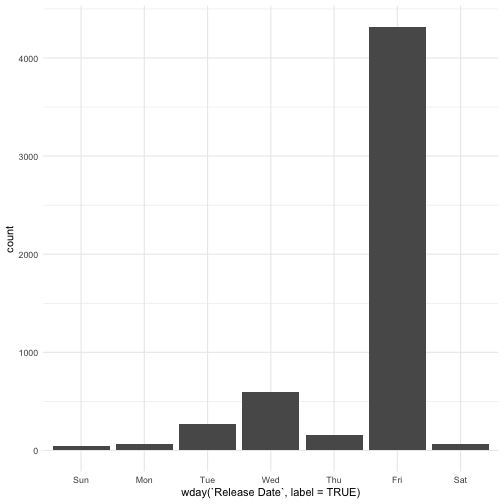 4000
3000
2000
1000
0
count
Sun Mon Tue Wed Thu Fri Sat
wday(`Release Date`, label = TRUE)